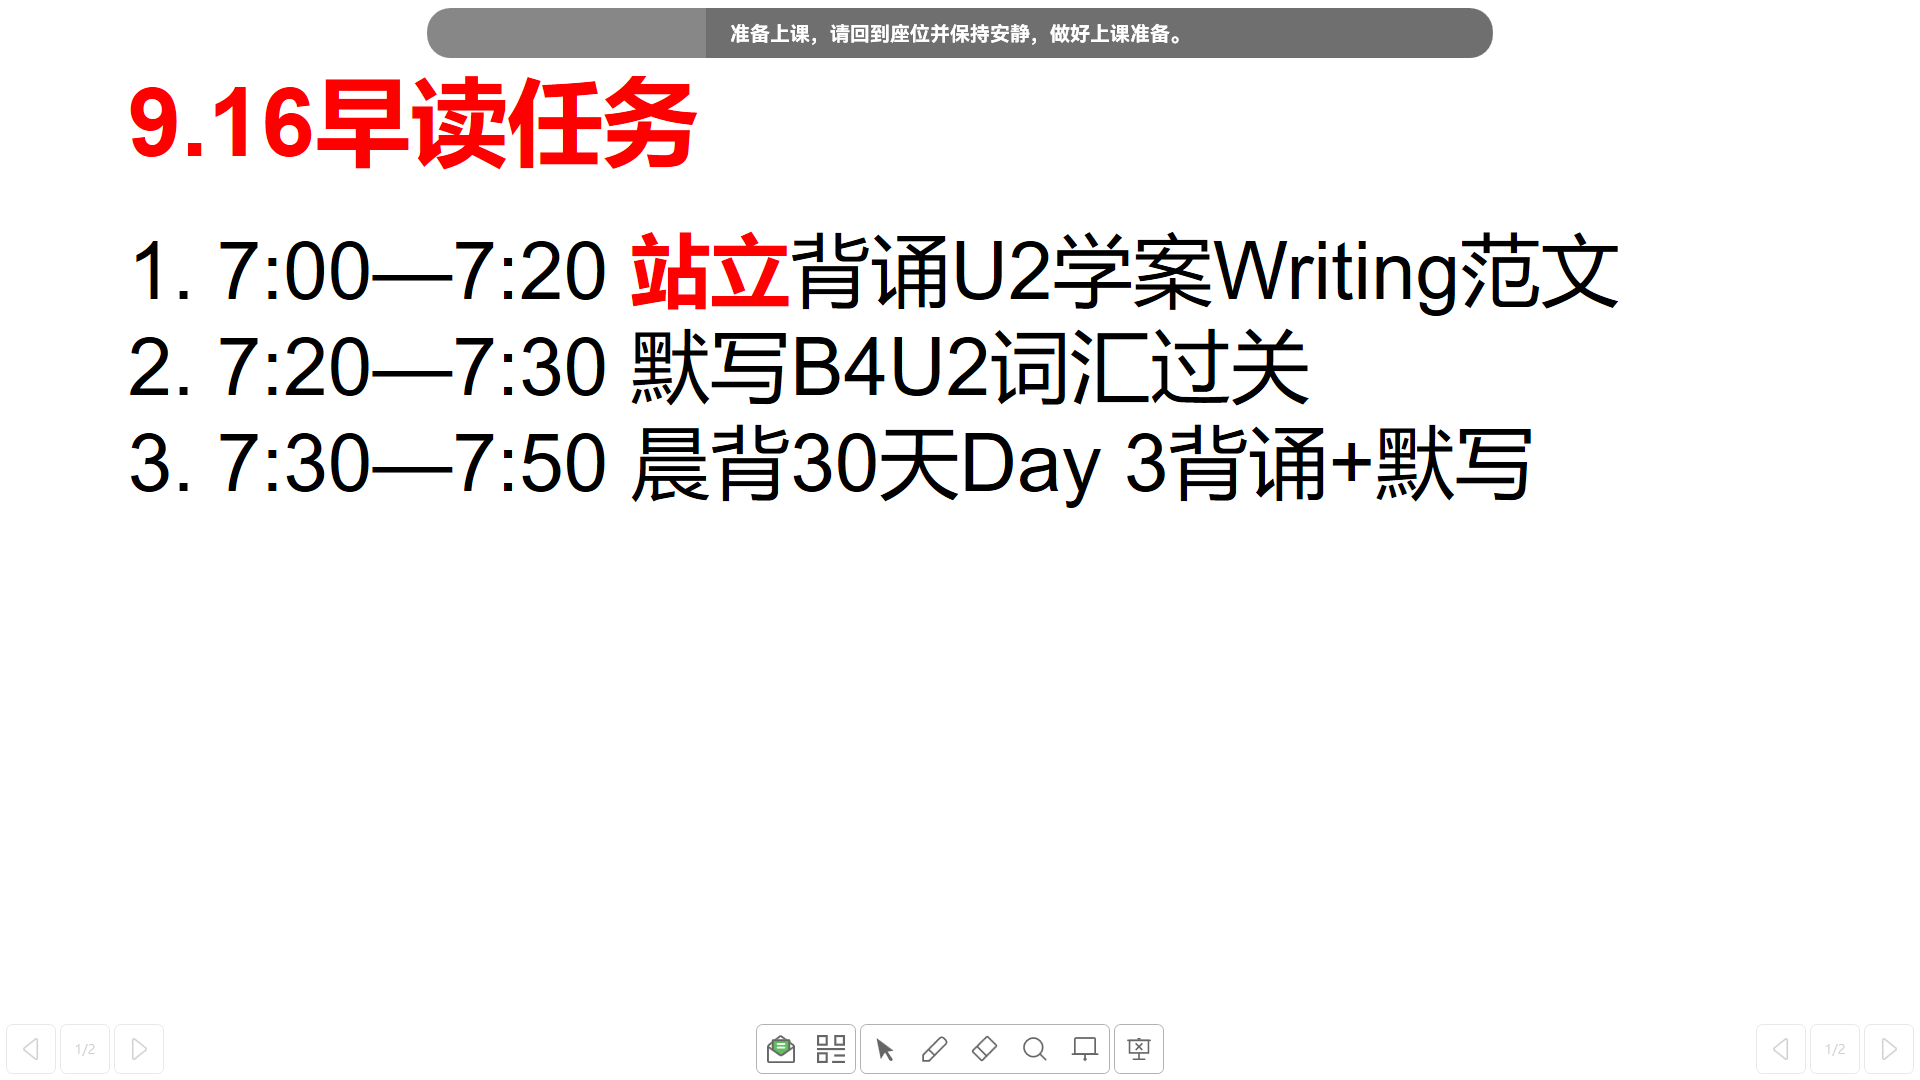 准备上课，请回到座位并保持安静，做好上课准备。
9.16早读任务
1. 7:00—7:20 站立背诵U2学案Writing范文
2. 7:20—7:30 默写B4U2词汇过关
3. 7:30—7:50 晨背30天Day 3背诵+默写
1/2
1/2